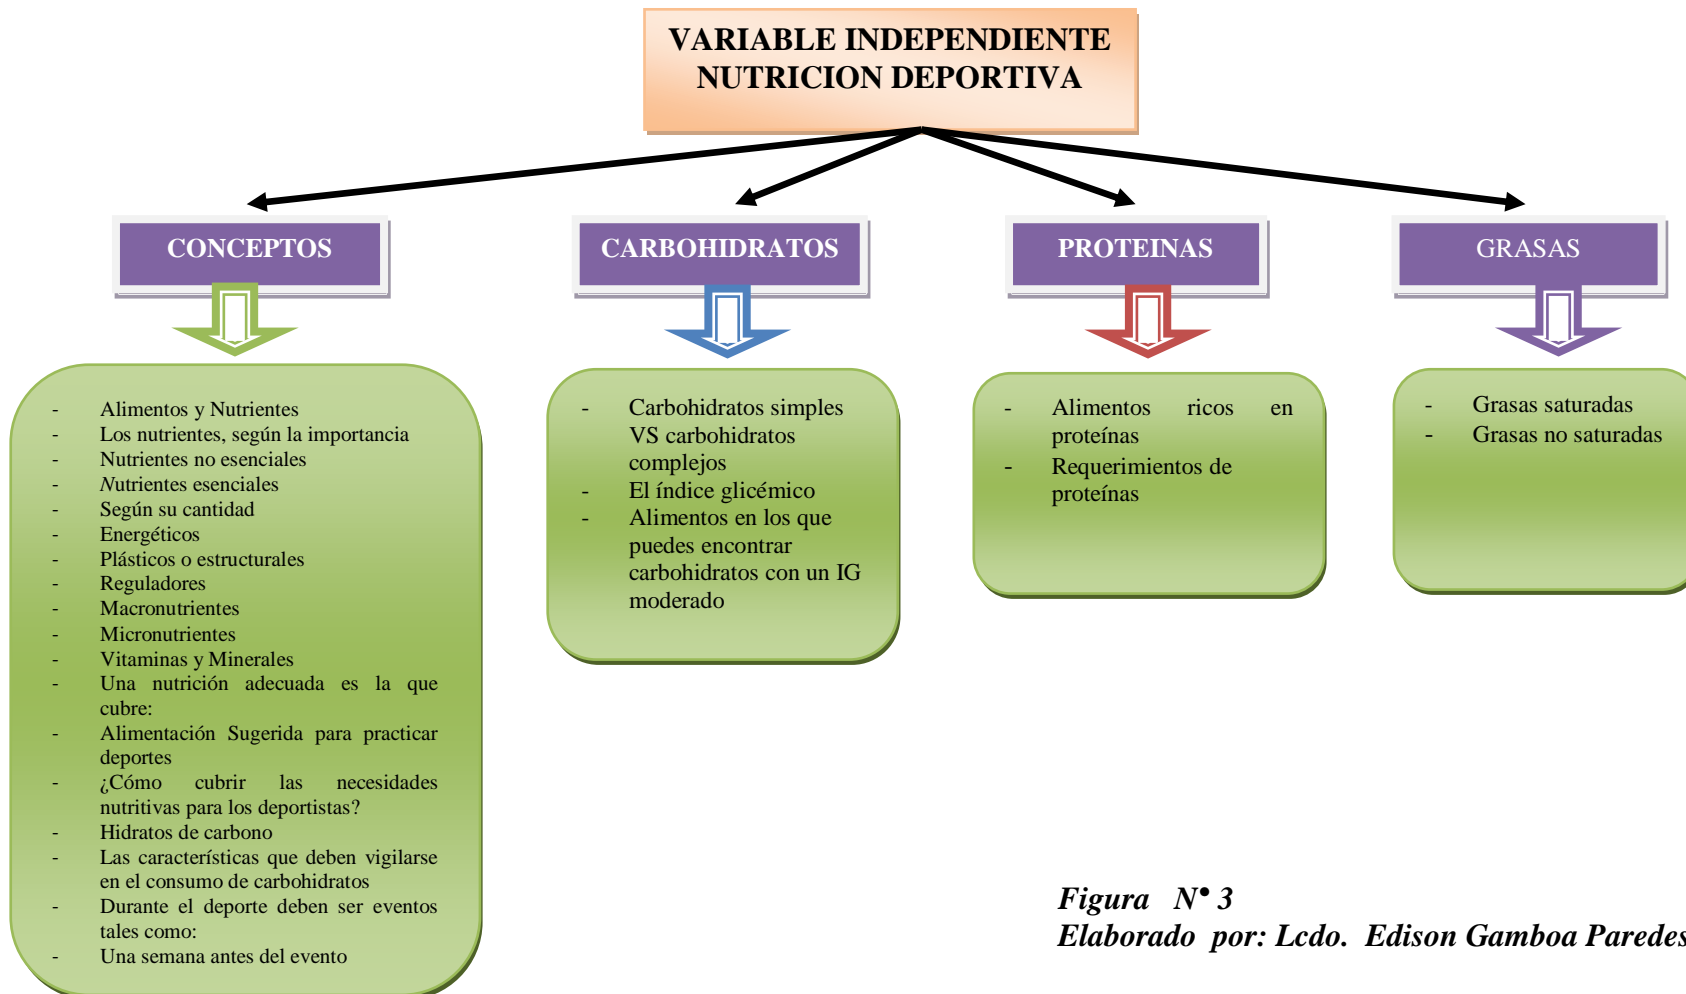 VARIABLE INDEPENDIENTE
NUTRICION DEPORTIVA
CONCEPTOS
CARBOHIDRATOS
PROTEINAS
GRASAS
- Alimentos y Nutrientes
- Los nutrientes, según la importancia
- Nutrientes no esenciales
- Nutrientes esenciales
- Según su cantidad
- Energéticos
- Plásticos o estructurales
- Reguladores
- Macronutrientes
- Micronutrientes
- Vitaminas y Minerales
- Una nutrición adecuada es la que
cubre:
- Alimentación Sugerida para practicar
deportes
- ¿Cómo cubrir las necesidades
nutritivas para los deportistas?
- Hidratos de carbono
- Las características que deben vigilarse
en el consumo de carbohidratos
- Durante el deporte deben ser eventos
tales como:
- Una semana antes del evento
- Carbohidratos simples
VS carbohidratos
complejos
- El índice glicémico
- Alimentos en los que
puedes encontrar
carbohidratos con un IG
moderado
- Alimentos ricos en
proteínas
- Requerimientos de
proteínas
- Grasas saturadas
- Grasas no saturadas
Figura N• 3
Elaborado por: Lcdo. Edison Gamboa Paredes